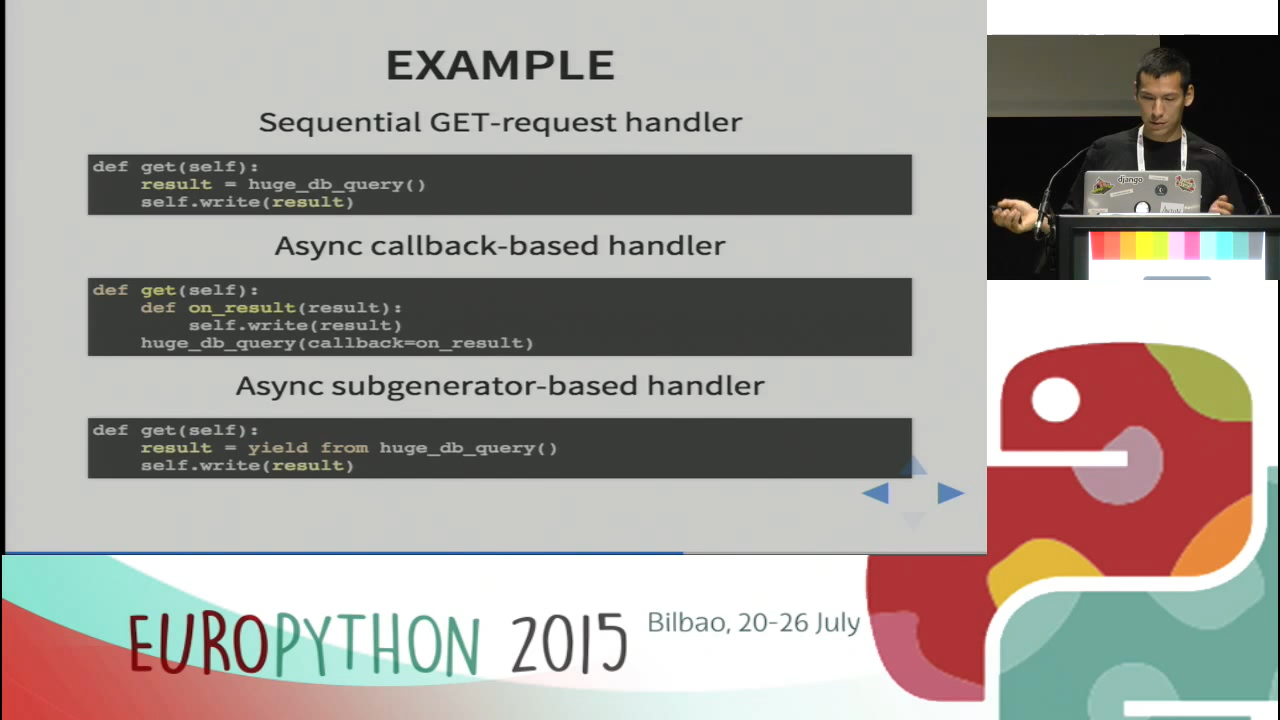 EXAMPLE
Sequential GET-request handler
def get(self):
    result = huge_db_query()
    self.write(result)
Async callback-based handler
def get(self):
    def on_result(result):
        self.write(result)
    huge_db_query(callback=on_result)
Async subgenerator-based handler
def get(self):
    result = yield from huge_db_query()
    self.write(result)
django
EUROPYTHON 2015
Bilbao, 20-26 July